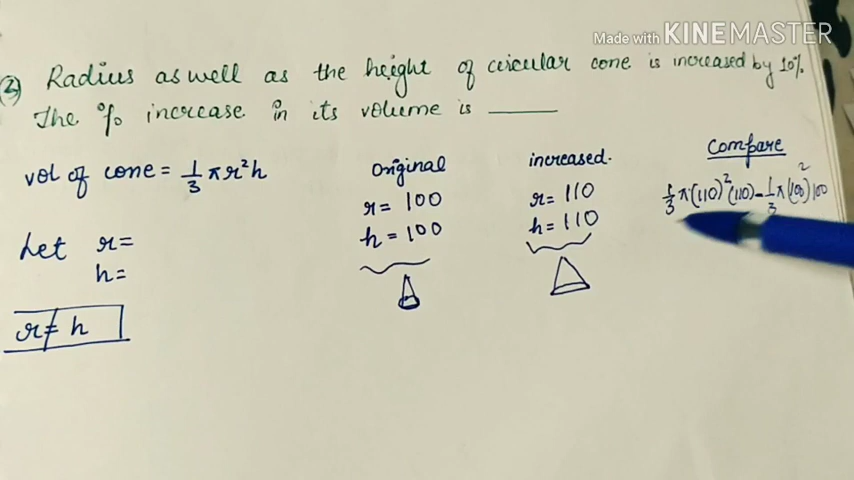 Made with KINEMASTER
(2) Radius as well as the height of circular cone is increased by 10%.
The % increase in its volume is ______
Vol of cone = 1/3 πr²h
Let r=
h=
r≠h
Original
r = 100
h = 100
increased.
r= 110
h= 110
Compare
1/3 π(110)²(110) - 1/3 π(100)²100